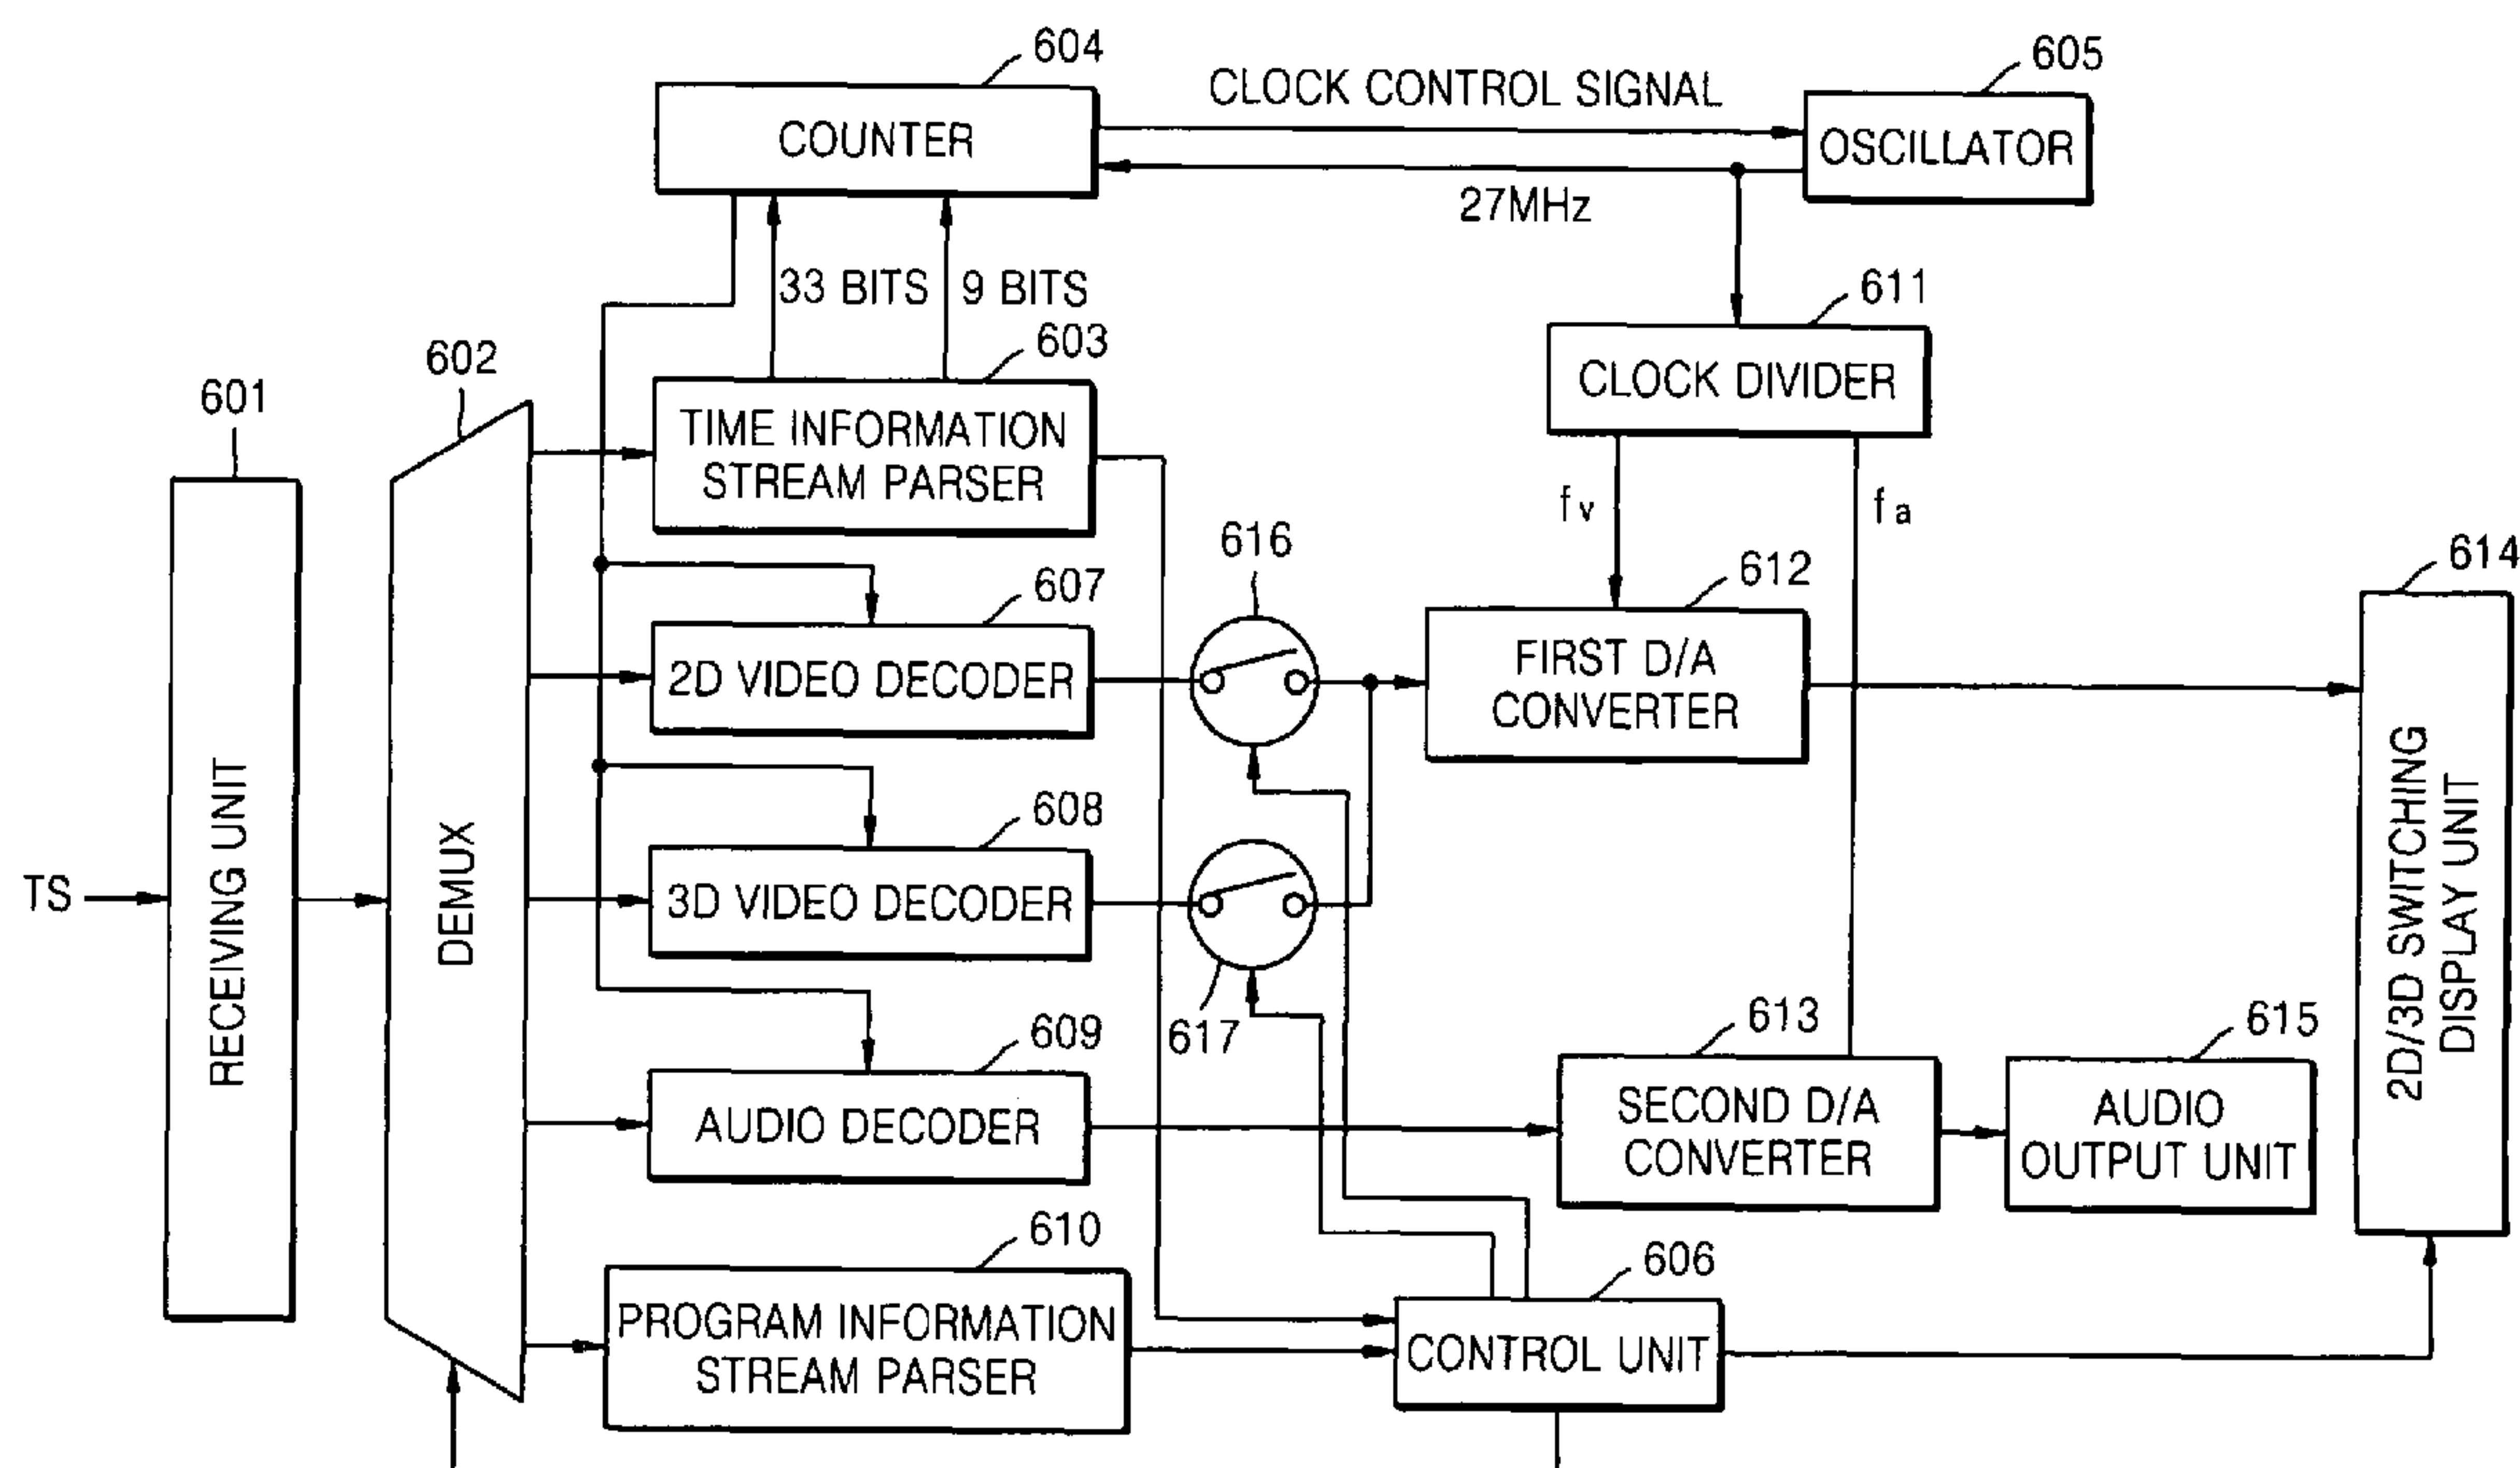 604
COUNTER
CLOCK CONTROL SIGNAL
605
OSCILLATOR
27MHz
33 BITS
9 BITS
603
TIME INFORMATION
STREAM PARSER
611
CLOCK DIVIDER
fv
fa
601
RECEIVING UNIT
602
DEMUX
TS
607
2D VIDEO DECODER
616
612
FIRST D/A
CONVERTER
614
2D/3D SWITCHING
DISPLAY UNIT
608
3D VIDEO DECODER
617
609
AUDIO DECODER
613
SECOND D/A
CONVERTER
615
AUDIO
OUTPUT UNIT
610
PROGRAM INFORMATION
STREAM PARSER
606
CONTROL UNIT